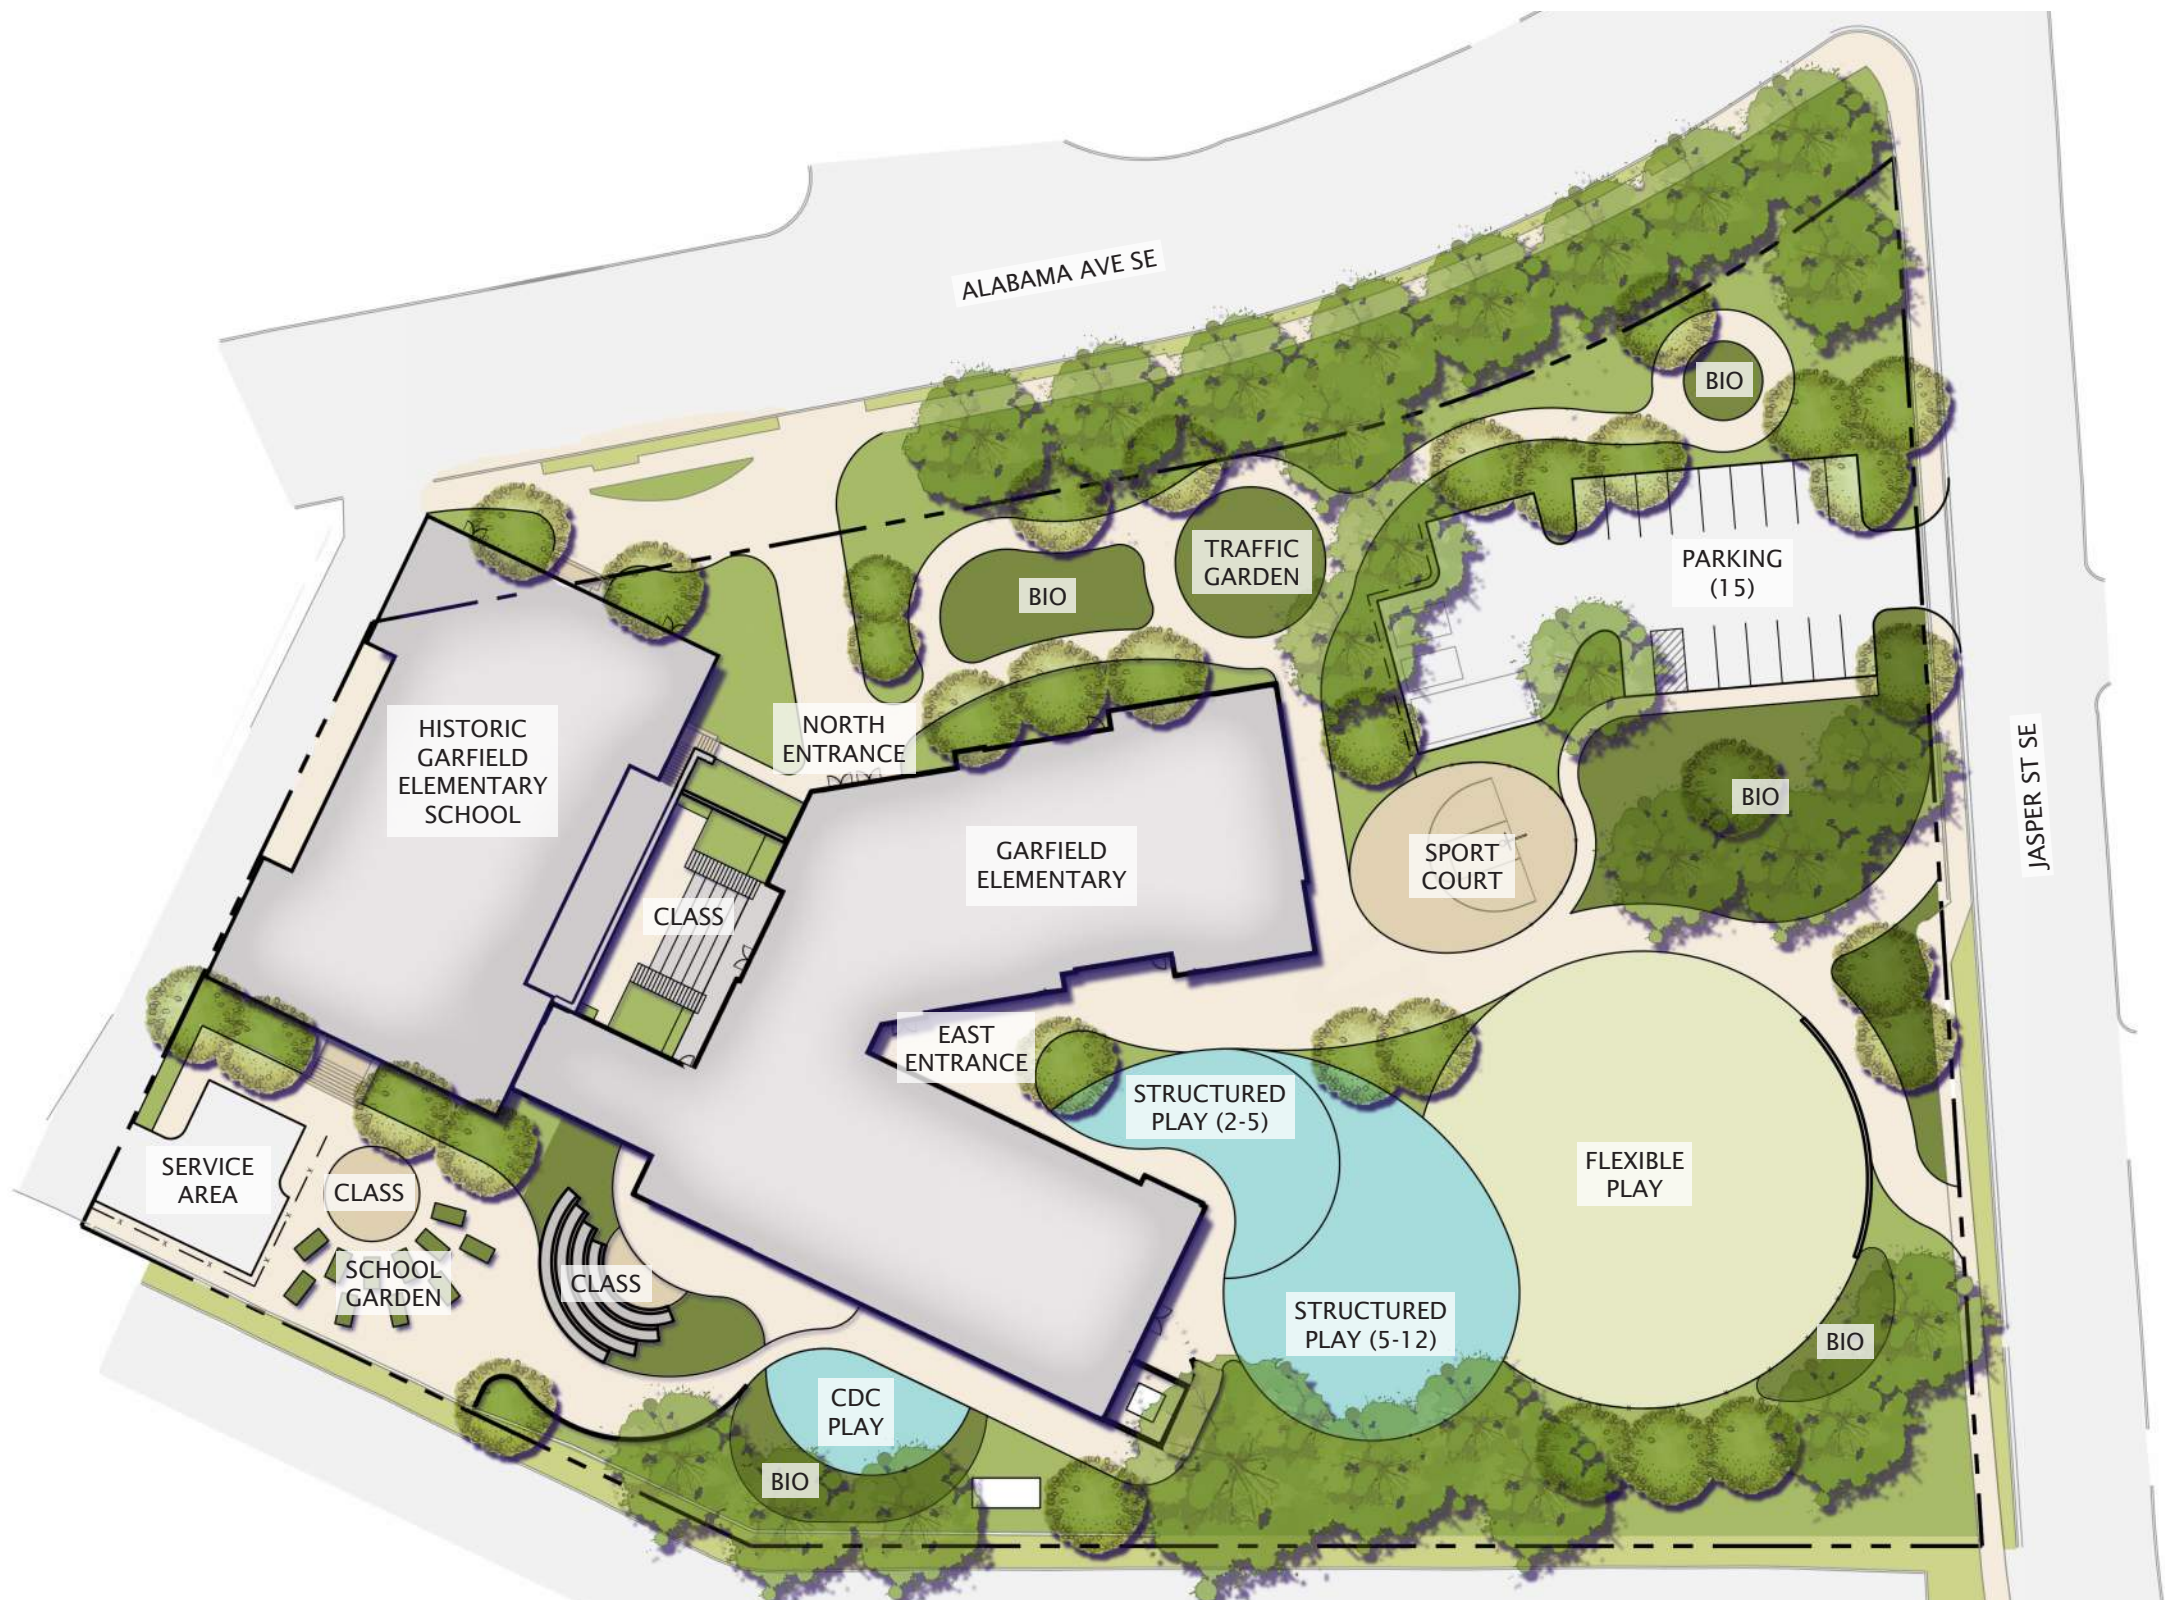 ALABAMA AVE SE
BIO
TRAFFIC
GARDEN
PARKING
(15)
BIO
HISTORIC
GARFIELD
ELEMENTARY
SCHOOL
NORTH
ENTRANCE
JASPER ST SE
BIO
GARFIELD
ELEMENTARY
SPORT
COURT
CLASS
EAST
ENTRANCE
STRUCTURED
PLAY (2-5)
FLEXIBLE
PLAY
SERVICE
AREA
CLASS
SCHOOL
GARDEN
CLASS
STRUCTURED
PLAY (5-12)
BIO
CDC
PLAY
BIO